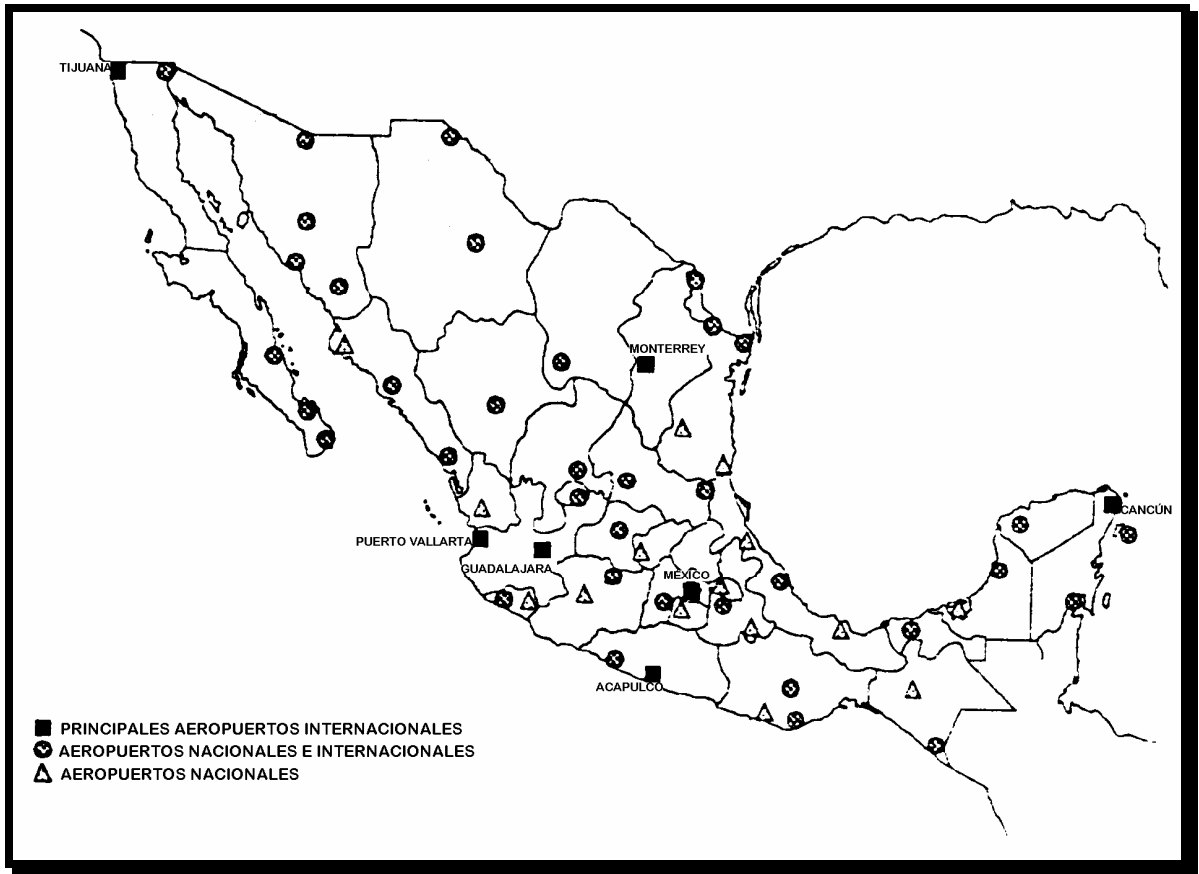 TIJUANA
MONTERREY
CANCÚN
PUERTO VALLARTA
GUADALAJARA
MÉXICO
ACAPULCO
PRINCIPALES AEROPUERTOS INTERNACIONALES
AEROPUERTOS NACIONALES E INTERNACIONALES
AEROPUERTOS NACIONALES